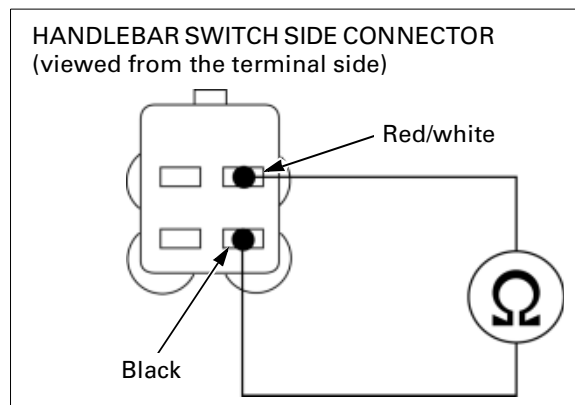 HANDLEBAR SWITCH SIDE CONNECTOR
(viewed from the terminal side)
Red/white
Ω
Black